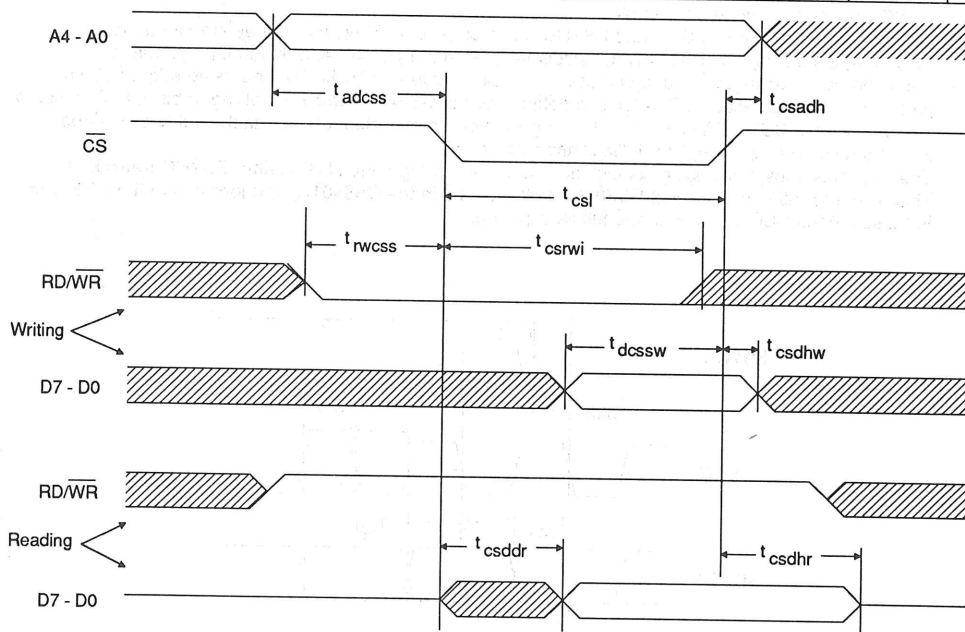 A4 - A0
t adcss
t csadh
CS
t csl
t rwcss
t csrwi
RD/WR
Writing
t dcssw
t csdhw
D7 - D0
RD/WR
Reading
t csddr
t csdhr
D7 - D0